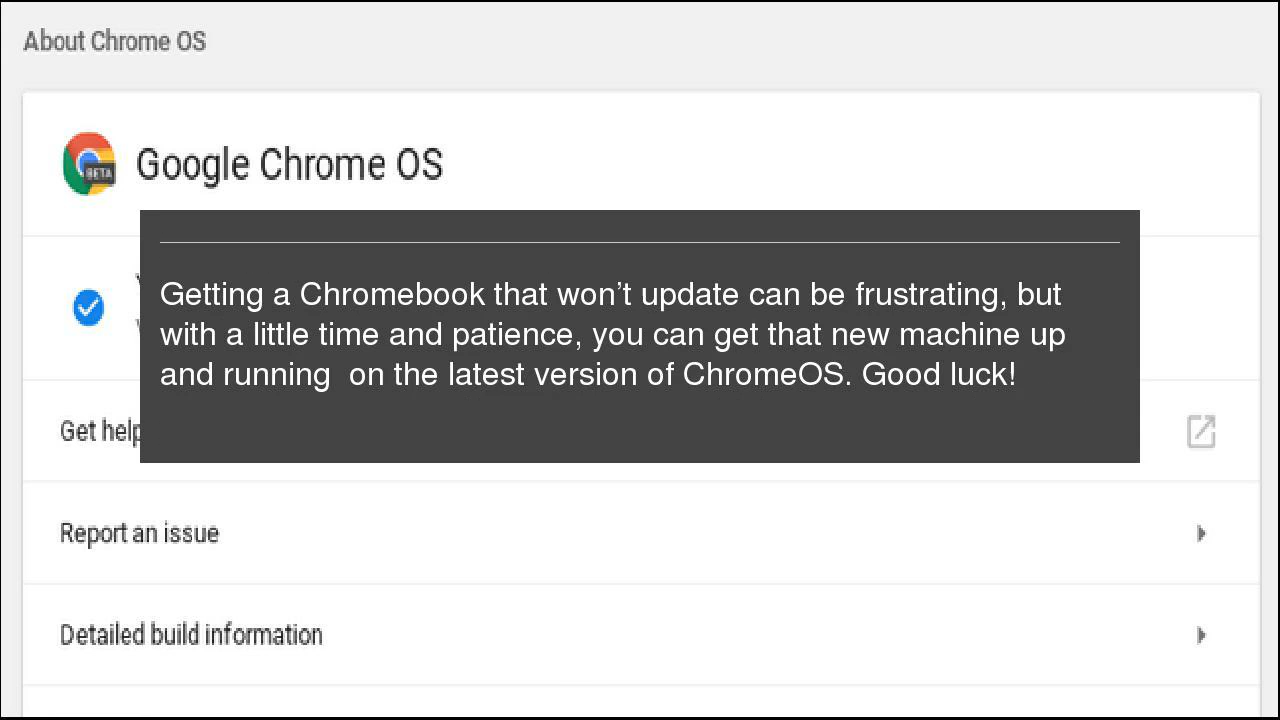 About Chrome OS
BETA
Google Chrome OS
Getting a Chromebook that won’t update can be frustrating, but
with a little time and patience, you can get that new machine up
and running  on the latest version of ChromeOS. Good luck!
Get help
Report an issue
Detailed build information